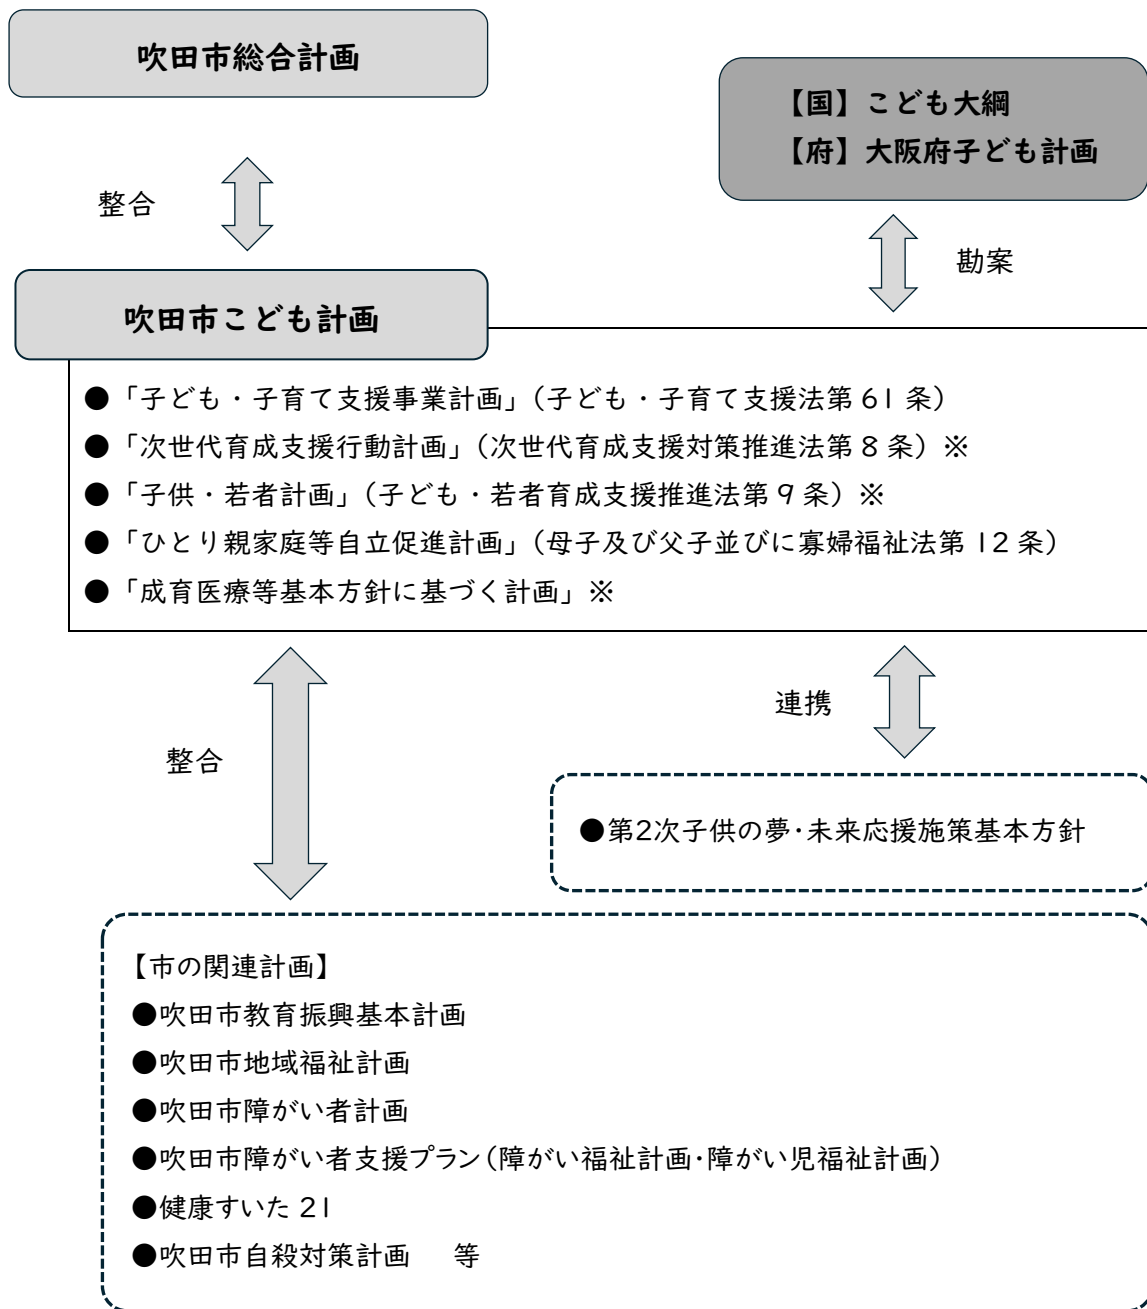 吹田市総合計画
【国】こども大綱
【府】大阪府子ども計画
整合
勘案
吹田市こども計画
●「子ども・子育て支援事業計画」（子ども・子育て支援法第 61 条）
●「次世代育成支援行動計画」（次世代育成支援対策推進法第 8 条）※
●「子供・若者計画」（子ども・若者育成支援推進法第 9 条）※
●「ひとり親家庭等自立促進計画」（母子及び父子並びに寡婦福祉法第 12 条）
●「成育医療等基本方針に基づく計画」※
連携
整合
●第2次子供の夢・未来応援施策基本方針
【市の関連計画】
●吹田市教育振興基本計画
●吹田市地域福祉計画
●吹田市障がい者計画
●吹田市障がい者支援プラン（障がい福祉計画・障がい児福祉計画）
●健康すいた 21
●吹田市自殺対策計画　等